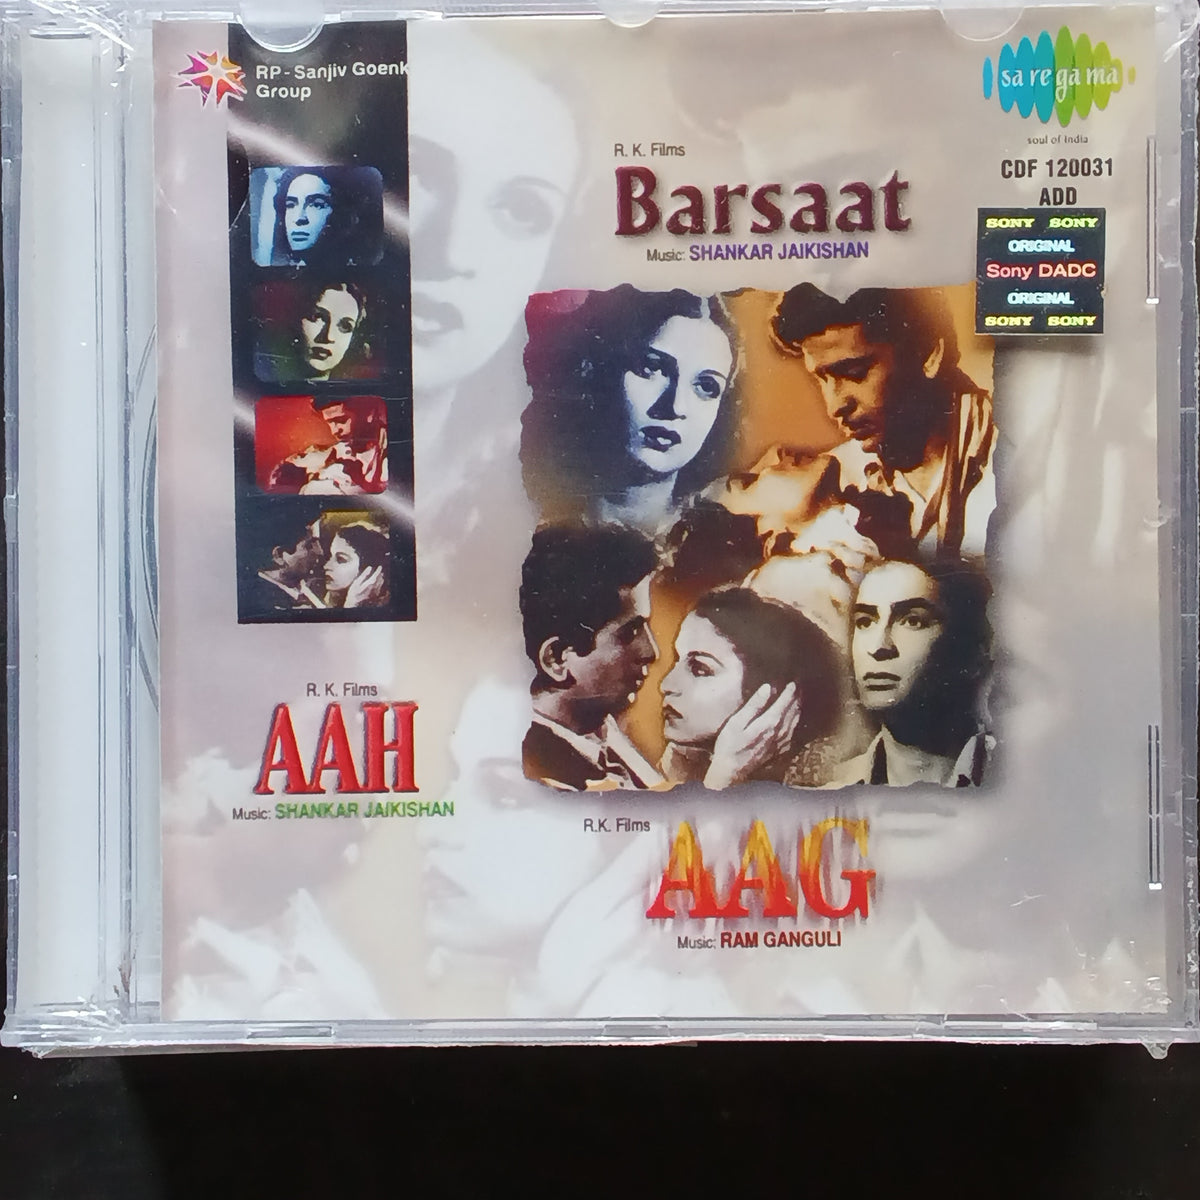 RP-Sanjiv Goenk
Group
sa re ga ma
soul of India
CDF 120031
ADD
SONY SONY
ORIGINAL
Sony DADC
ORIGINAL
SONY SONY
R. K. Films
Barsaat
Music: SHANKAR JAIKISHAN
R. K. Films
AAH
Music: SHANKAR JAIKISHAN
R.K. Films
AAG
Music: RAM GANGULI